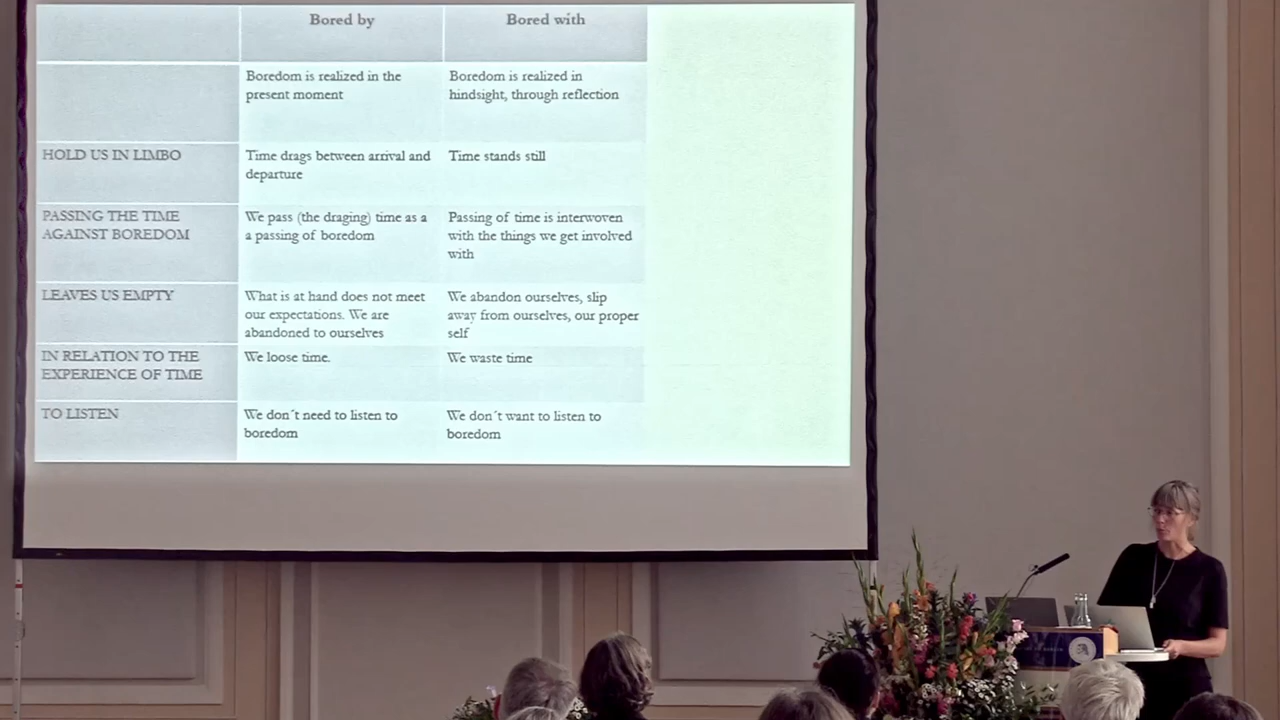 Bored by
Bored with
Boredom is realized in the
present moment
Boredom is realized in
hindsight, through reflection
HOLD US IN LIMBO
Time drags between arrival and
departure
Time stands still
PASSING THE TIME
AGAINST BOREDOM
We pass (the draging) time as a
a passing of boredom
Passing of time is interwoven
with the things we get involved
with
LEAVES US EMPTY
What is at hand does not meet
our expectations. We are
abandoned to ourselves
We abandon ourselves, slip
away from ourselves, our proper
self
IN RELATION TO THE
EXPERIENCE OF TIME
We loose time.
We waste time
TO LISTEN
We don´t need to listen to
boredom
We don´t want to listen to
boredom